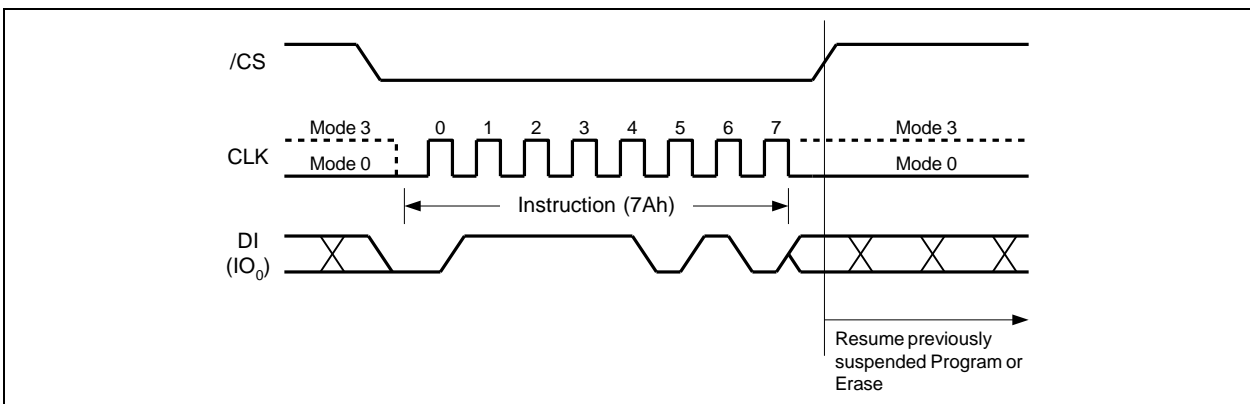 /CS
Mode 3 0 1 2 3 4 5 6 7 Mode 3
CLK
Mode 0 Mode 0
Instruction (7Ah)
DI
(IO0)
Resume previously
suspended Program or
Erase